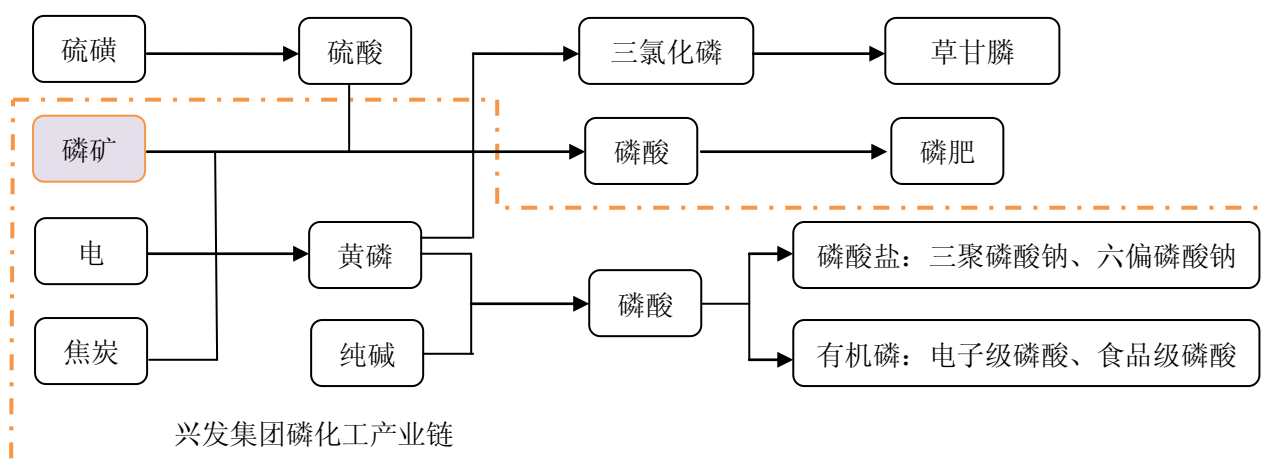 硫磺
硫酸
三氯化磷
草甘膦
磷矿
磷酸
磷肥
电
黄磷
磷酸盐：三聚磷酸钠、六偏磷酸钠
磷酸
焦炭
纯碱
有机磷：电子级磷酸、食品级磷酸
兴发集团磷化工产业链